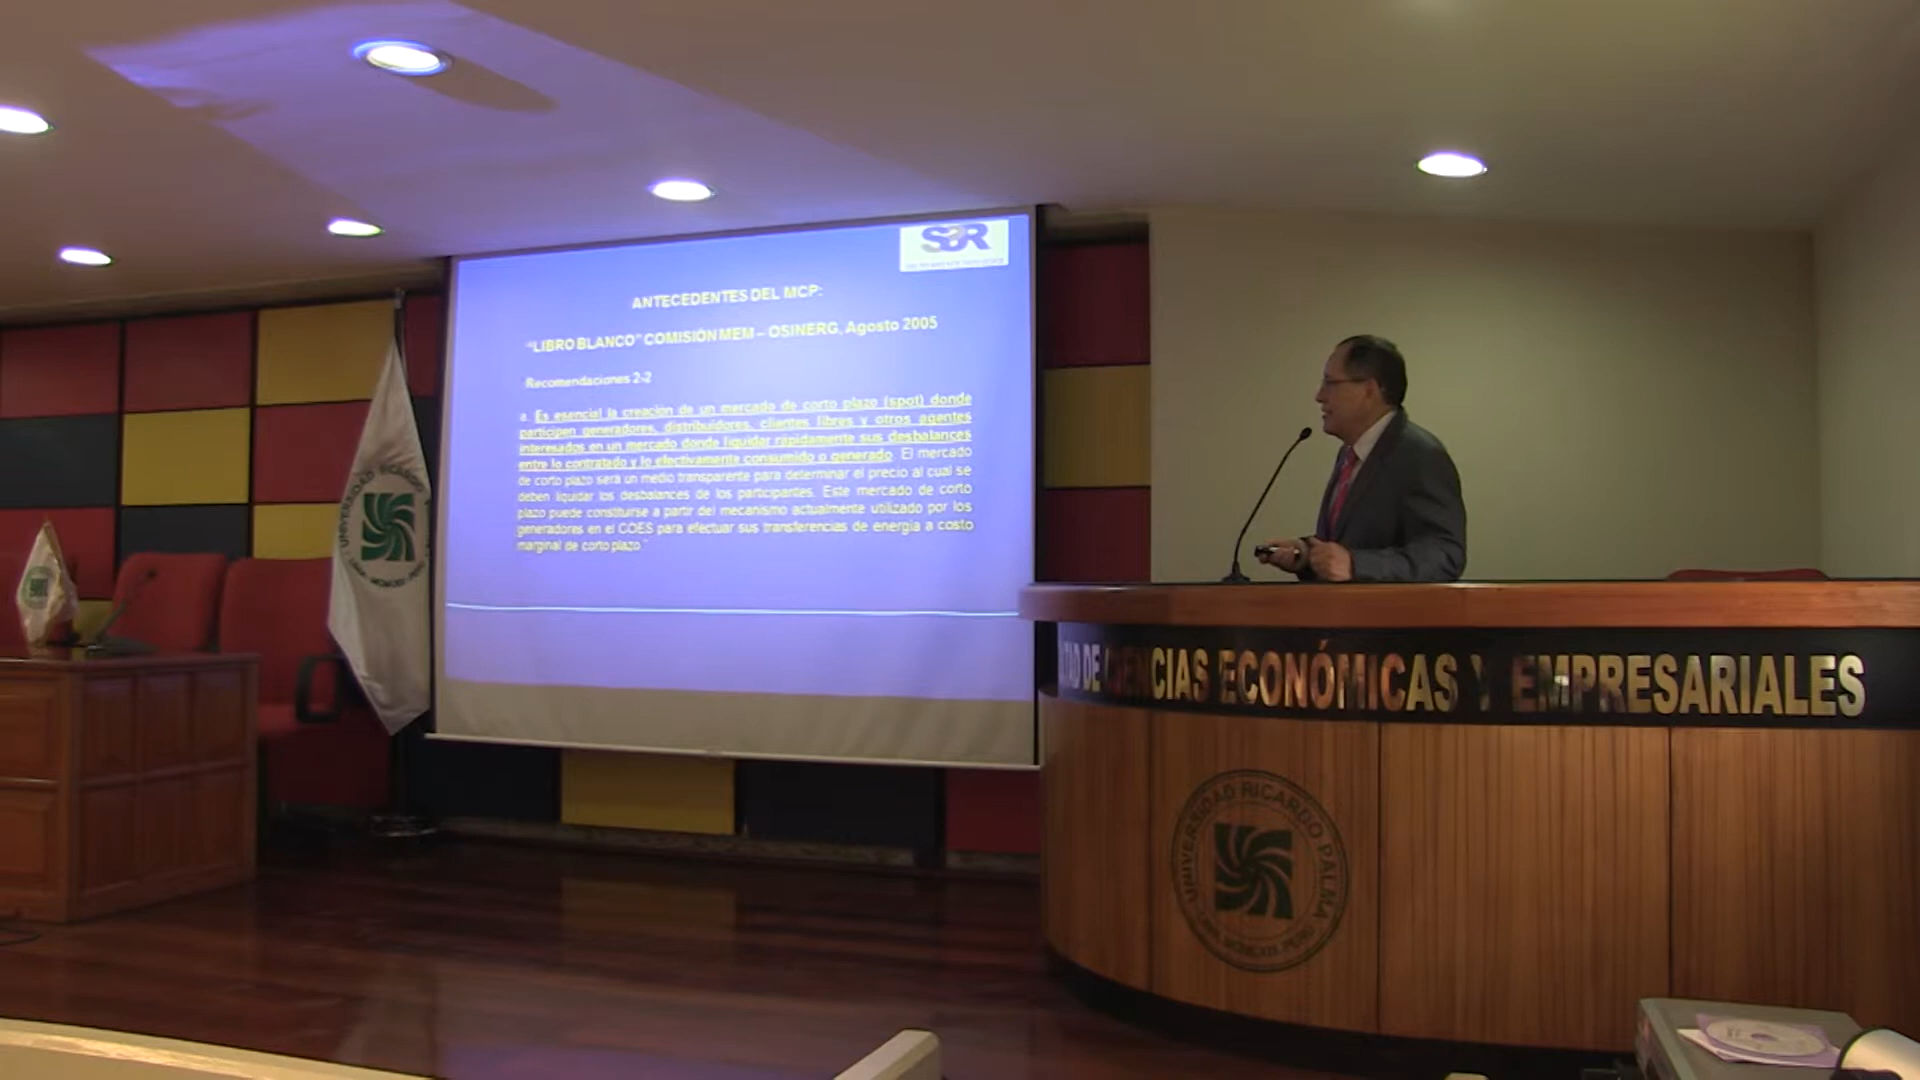 S&R
ANTECEDENTES DEL MCP:
"LIBRO BLANCO" COMISIÓN MEM – OSINERG, Agosto 2005
Recomendaciones 2-2
a. Es esencial la creación de un mercado de corto plazo (spot) donde
participen generadores, distribuidores, clientes libres y otros agentes
interesados en un mercado donde liquidar rápidamente sus desbalances
entre lo contratado y lo efectivamente consumido o generado. El mercado
de corto plazo será un medio transparente para determinar el precio al cual se
deben liquidar los desbalances de los participantes. Este mercado de corto
plazo puede constituirse a partir del mecanismo actualmente utilizado por los
generadores en el COES para efectuar sus transferencias de energía a costo
marginal de corto plazo."
UNIVERSIDAD RICARDO
LTAD DE CIENCIAS ECONÓMICAS Y EMPRESARIALES
UNIVERSIDAD RICARDO PALMA